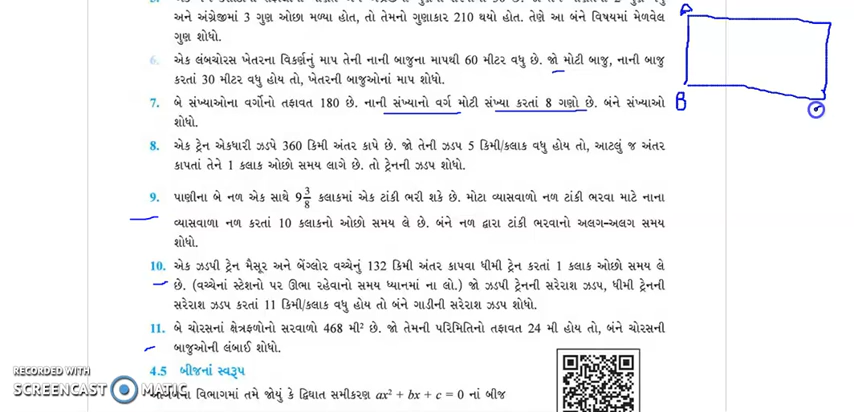 અને અંગ્રેજીમાં 3 ગુણ ઓછા મળ્યા હોત, તો તેમનો ગુણાકાર 210 થયો હોત. તેણે આ બંને વિષયમાં મેળવેલ
ગુણ શોધો.
6. એક લંબચોરસ ખેતરના વિકર્ણનું માપ તેની નાની બાજુના માપથી 60 મીટર વધુ છે. જો મોટી બાજુ, નાની બાજુ
કરતાં 30 મીટર વધુ હોય તો, ખેતરની બાજુઓનાં માપ શોધો.
7. બે સંખ્યાઓના વર્ગોનો તફાવત 180 છે. નાની સંખ્યાનો વર્ગ મોટી સંખ્યા કરતાં 8 ગણો છે. બંને સંખ્યાઓ
શોધો.
8. એક ટ્રેન એકધારી ઝડપે 360 કિમી અંતર કાપે છે. જો તેની ઝડપ 5 કિમી/કલાક વધુ હોય તો, આટલું જ અંતર
કાપતાં તેને 1 કલાક ઓછો સમય લાગે છે. તો ટ્રેનની ઝડપ શોધો.
9. પાણીના બે નળ એક સાથે 9 3/8 કલાકમાં એક ટાંકી ભરી શકે છે. મોટા વ્યાસવાળો નળ ટાંકી ભરવા માટે નાના
વ્યાસવાળા નળ કરતાં 10 કલાકનો ઓછો સમય લે છે. બંને નળ દ્વારા ટાંકી ભરવાનો અલગ-અલગ સમય
શોધો.
10. એક ઝડપી ટ્રેન મૈસૂર અને બેંગ્લોર વચ્ચેનું 132 કિમી અંતર કાપવા ધીમી ટ્રેન કરતાં 1 કલાક ઓછો સમય લે
છે. (વચ્ચેનાં સ્ટેશનો પર ઊભા રહેવાનો સમય ધ્યાનમાં ના લો.) જો ઝડપી ટ્રેનની સરેરાશ ઝડપ, ધીમી ટ્રેનની
સરેરાશ ઝડપ કરતાં 11 કિમી/કલાક વધુ હોય તો બંને ગાડીની સરેરાશ ઝડપ શોધો.
11. બે ચોરસનાં ક્ષેત્રફળોનો સરવાળો 468 મી² છે. જો તેમની પરિમિતિનો તફાવત 24 મી હોય તો, બંને ચોરસની
બાજુઓની લંબાઈ શોધો.
4.5 બીજનાં સ્વરૂપ
વિભાગમાં તમે જોયું કે દ્વિઘાત સમીકરણ ax² + bx + c = 0 નાં બીજ
A
B
RECORDED WITH
SCREENCAST MATIC